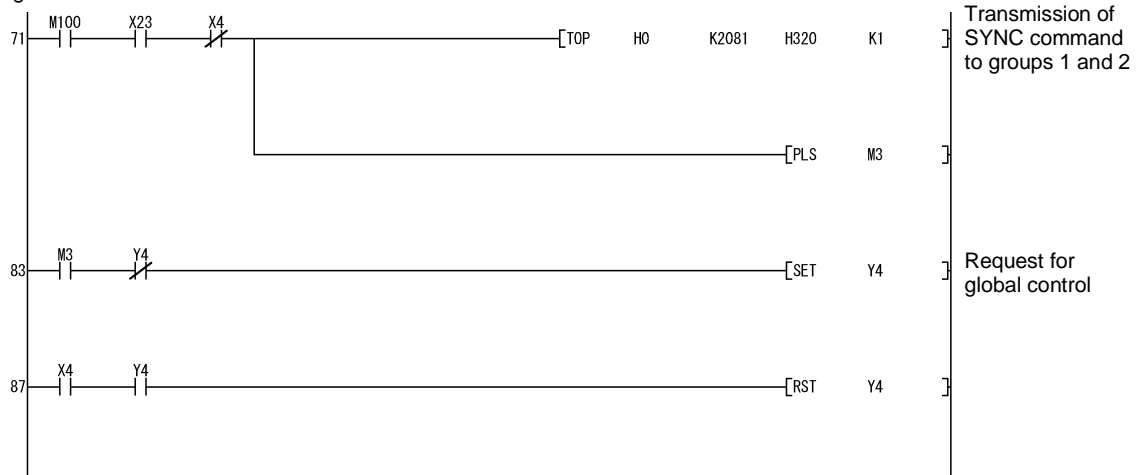 M100 X23 X4
71 [TOP H0 K2081 H320 K1 ]
Transmission of
SYNC command
to groups 1 and 2
[PLS M3 ]
M3 Y4
83 [SET Y4 ]
Request for
global control
X4 Y4
87 [RST Y4 ]